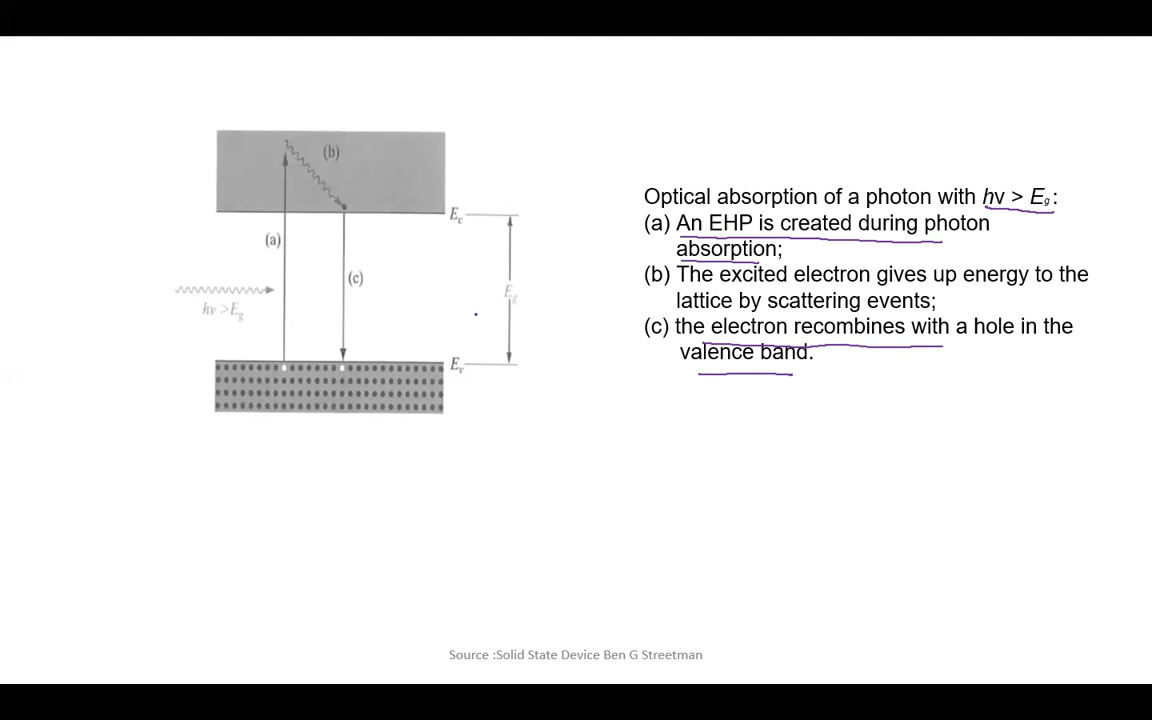 (b)
E_c
(a)
(c)
hν >E_g
E_g
E_v
Optical absorption of a photon with hv > E_g:
(a) An EHP is created during photon
absorption;
(b) The excited electron gives up energy to the
lattice by scattering events;
(c) the electron recombines with a hole in the
valence band.
Source :Solid State Device Ben G Streetman